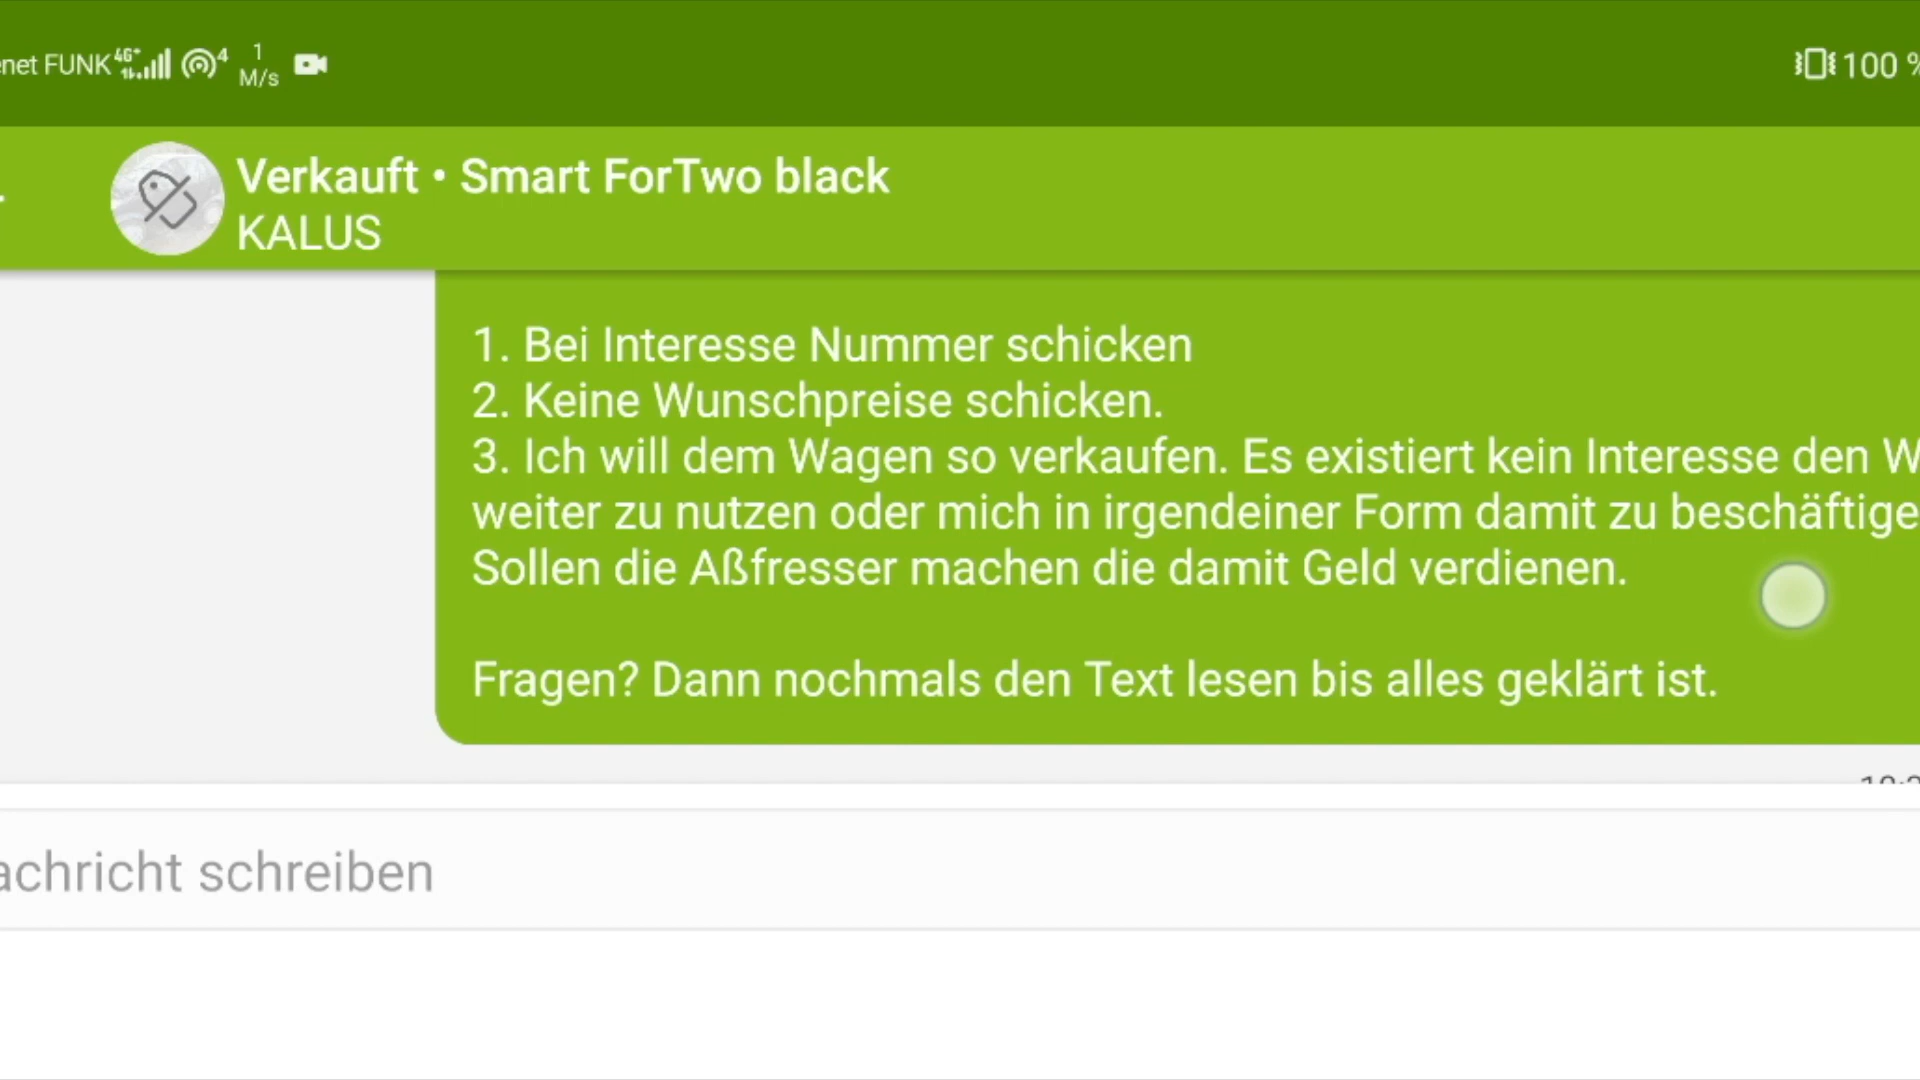 FUNK 4G+ 4 1
M/s 100 %
Verkauft • Smart ForTwo black
KALUS
1. Bei Interesse Nummer schicken
2. Keine Wunschpreise schicken.
3. Ich will dem Wagen so verkaufen. Es existiert kein Interesse den
weiter zu nutzen oder mich in irgendeiner Form damit zu beschäftige
Sollen die Aßfresser machen die damit Geld verdienen.
Fragen? Dann nochmals den Text lesen bis alles geklärt ist.
achricht schreiben